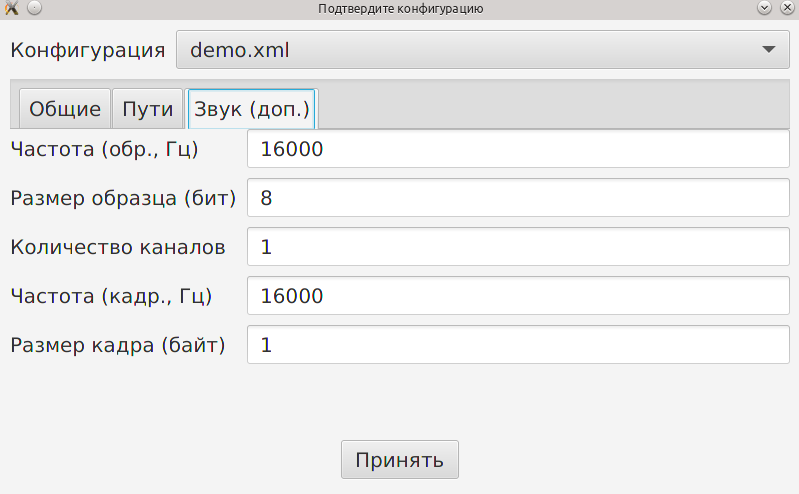 Подтвердите конфигурацию
Конфигурация demo.xml
Общие Пути Звук (доп.)
Частота (обр., Гц) 16000
Размер образца (бит) 8
Количество каналов 1
Частота (кадр., Гц) 16000
Размер кадра (байт) 1
Принять